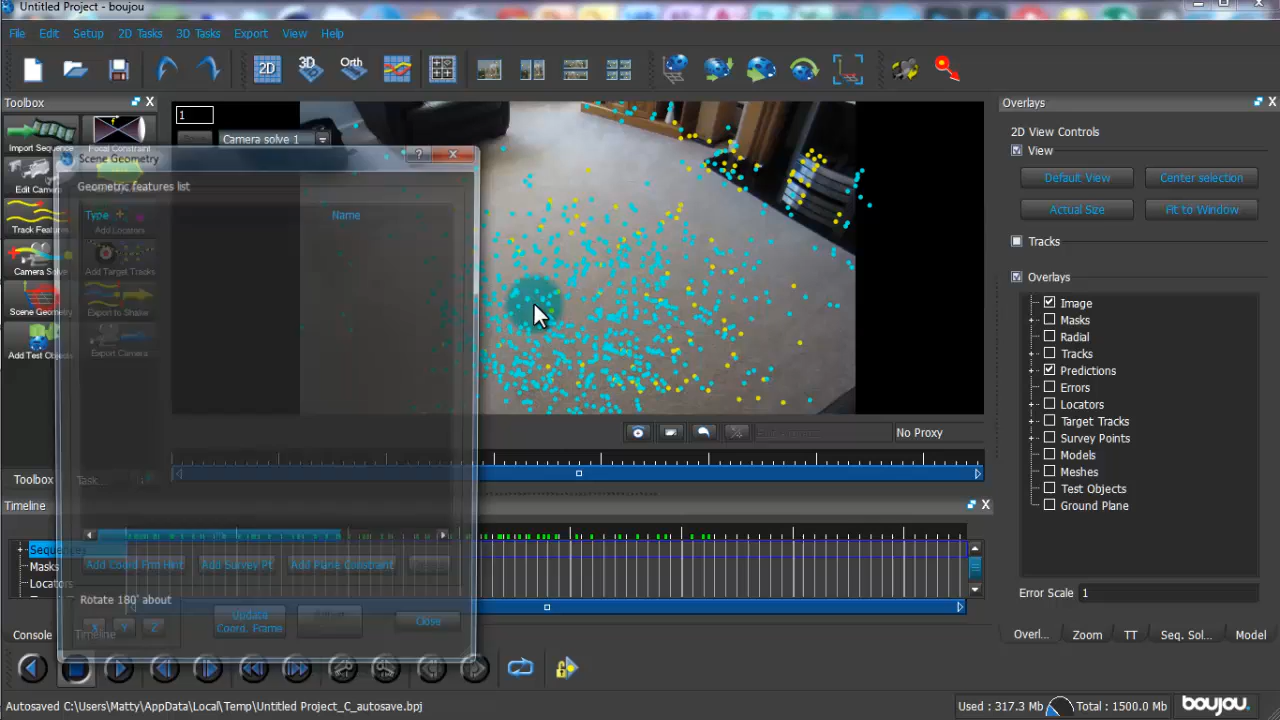 Untitled Project - boujou
File Edit Setup 2D Tasks 3D Tasks Export View Help
2D 3D Orth
Toolbox
Overlays
1
Camera solve 1
Import Sequence
Focal Constraint
Edit Camera
Track Features
Camera Solve
Scene Geometry
Add Test Objects
Add Locators
Add Target Tracks
Export to Shake
Export Camera
Scene Geometry
Geometric features list
Type
Name
Task...
Add Coord Frm Hint
Add Survey Pt
Add Plane Constraint
Rotate 180° about
X Y Z
Update
Coord. Frame
Close
2D View Controls
View
Default View
Center selection
Actual Size
Fit to Window
Tracks
Overlays
Image
Masks
Radial
Tracks
Predictions
Errors
Locators
Target Tracks
Survey Points
Models
Meshes
Test Objects
Ground Plane
Error Scale 1
Overl... Zoom TT Seq. Sol... Model
No Proxy
Toolbox
Timeline
Sequences
Masks
Locators
Console
Timeline
Autosaved C:\Users\Matty\AppData\Local\Temp\Untitled Project_C_autosave.bpj
Used : 317.3 Mb
Total : 1500.0 Mb
boujou.